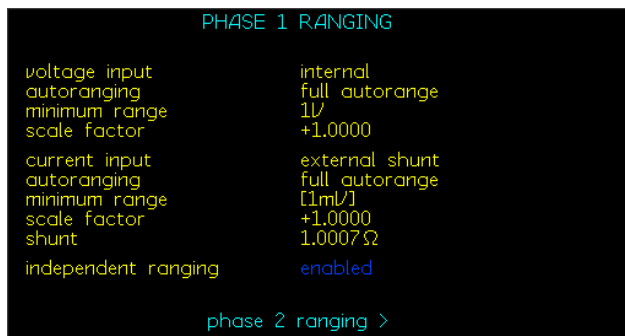 PHASE 1 RANGING
voltage input internal
autoranging full autorange
minimum range 1V
scale factor +1.0000
current input external shunt
autoranging full autorange
minimum range [1mV]
scale factor +1.0000
shunt 1.0007Ω
independent ranging enabled
phase 2 ranging >